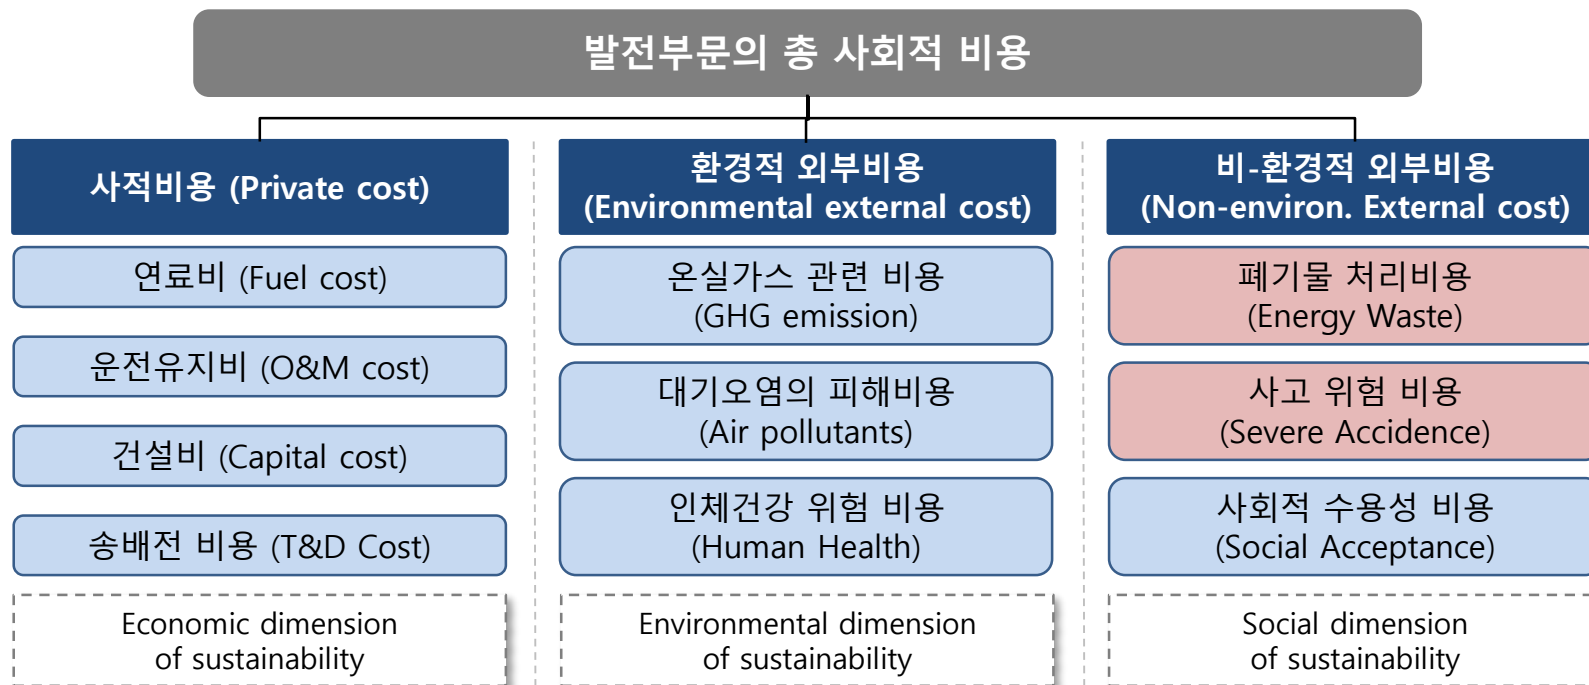 발전부문의 총 사회적 비용
사적비용 (Private cost)
연료비 (Fuel cost)
운전유지비 (O&M cost)
건설비 (Capital cost)
송배전 비용 (T&D Cost)
Economic dimension
of sustainability
환경적 외부비용
(Environmental external cost)
온실가스 관련 비용
(GHG emission)
대기오염의 피해비용
(Air pollutants)
인체건강 위험 비용
(Human Health)
Environmental dimension
of sustainability
비-환경적 외부비용
(Non-environ. External cost)
폐기물 처리비용
(Energy Waste)
사고 위험 비용
(Severe Accidence)
사회적 수용성 비용
(Social Acceptance)
Social dimension
of sustainability